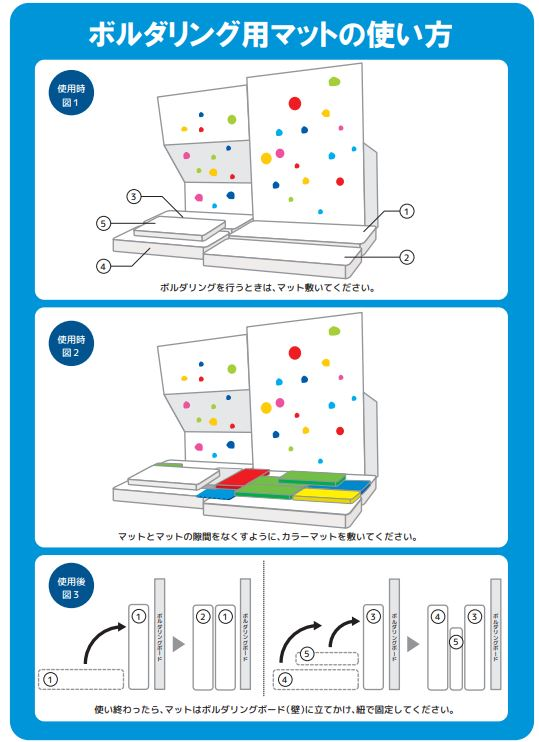 ボルダリング用マットの使い方
使用時
図1
③
⑤
④
①
②
ボルダリングを行うときは、マット敷いてください。
使用時
図2
マットとマットの隙間をなくすように、カラーマットを敷いてください。
使用後
図3
①
①
ボルダリングボード
②
①
ボルダリングボード
④
⑤
③
ボルダリングボード
④
⑤
③
ボルダリングボード
使い終わったら、マットはボルダリングボード(壁)に立てかけ、紐で固定してください。